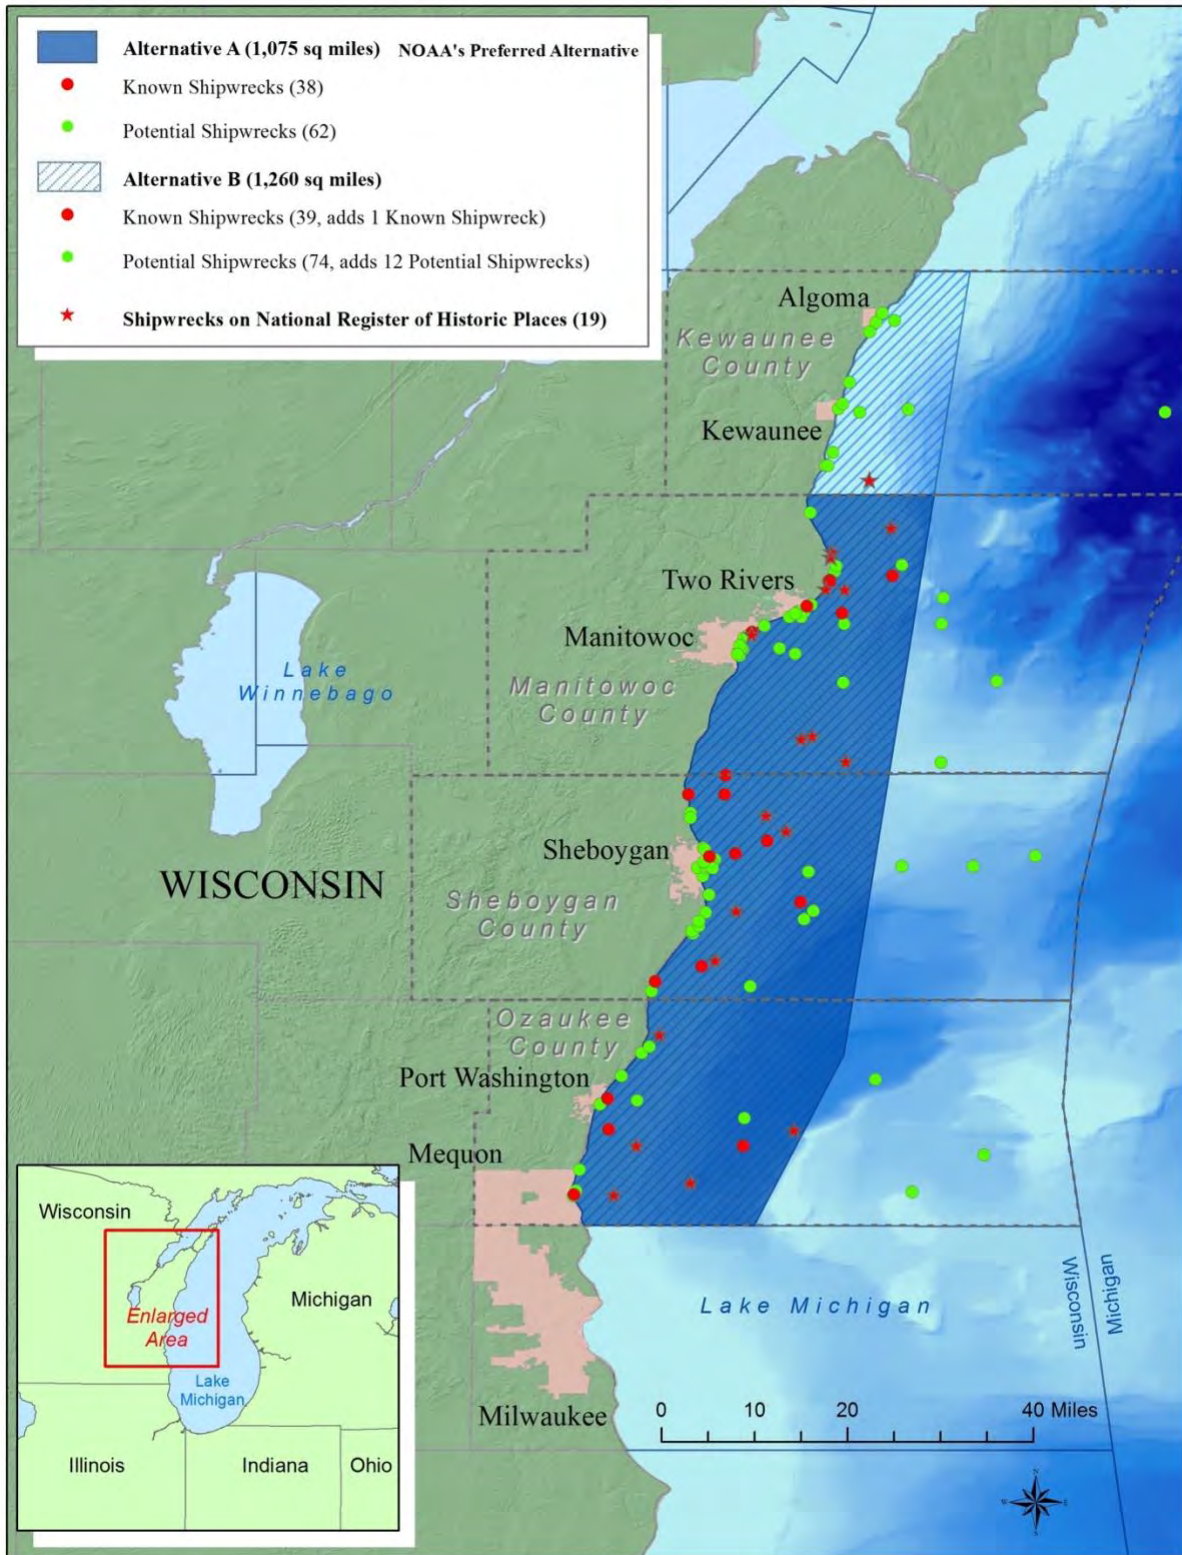 Alternative A (1,075 sq miles) NOAA's Preferred Alternative
Known Shipwrecks (38)
Potential Shipwrecks (62)
Alternative B (1,260 sq miles)
Known Shipwrecks (39, adds 1 Known Shipwreck)
Potential Shipwrecks (74, adds 12 Potential Shipwrecks)
Shipwrecks on National Register of Historic Places (19)
Algoma
Kewaunee
County
Kewaunee
Two Rivers
Manitowoc
Lake
Winnebago
Manitowoc
County
Sheboygan
WISCONSIN
Sheboygan
County
Ozaukee
County
Port Washington
Mequon
Lake Michigan
Wisconsin
Michigan
Milwaukee
0 10 20 40 Miles
N
W E
S
Wisconsin
Michigan
Enlarged
Area
Lake
Michigan
Illinois
Indiana
Ohio